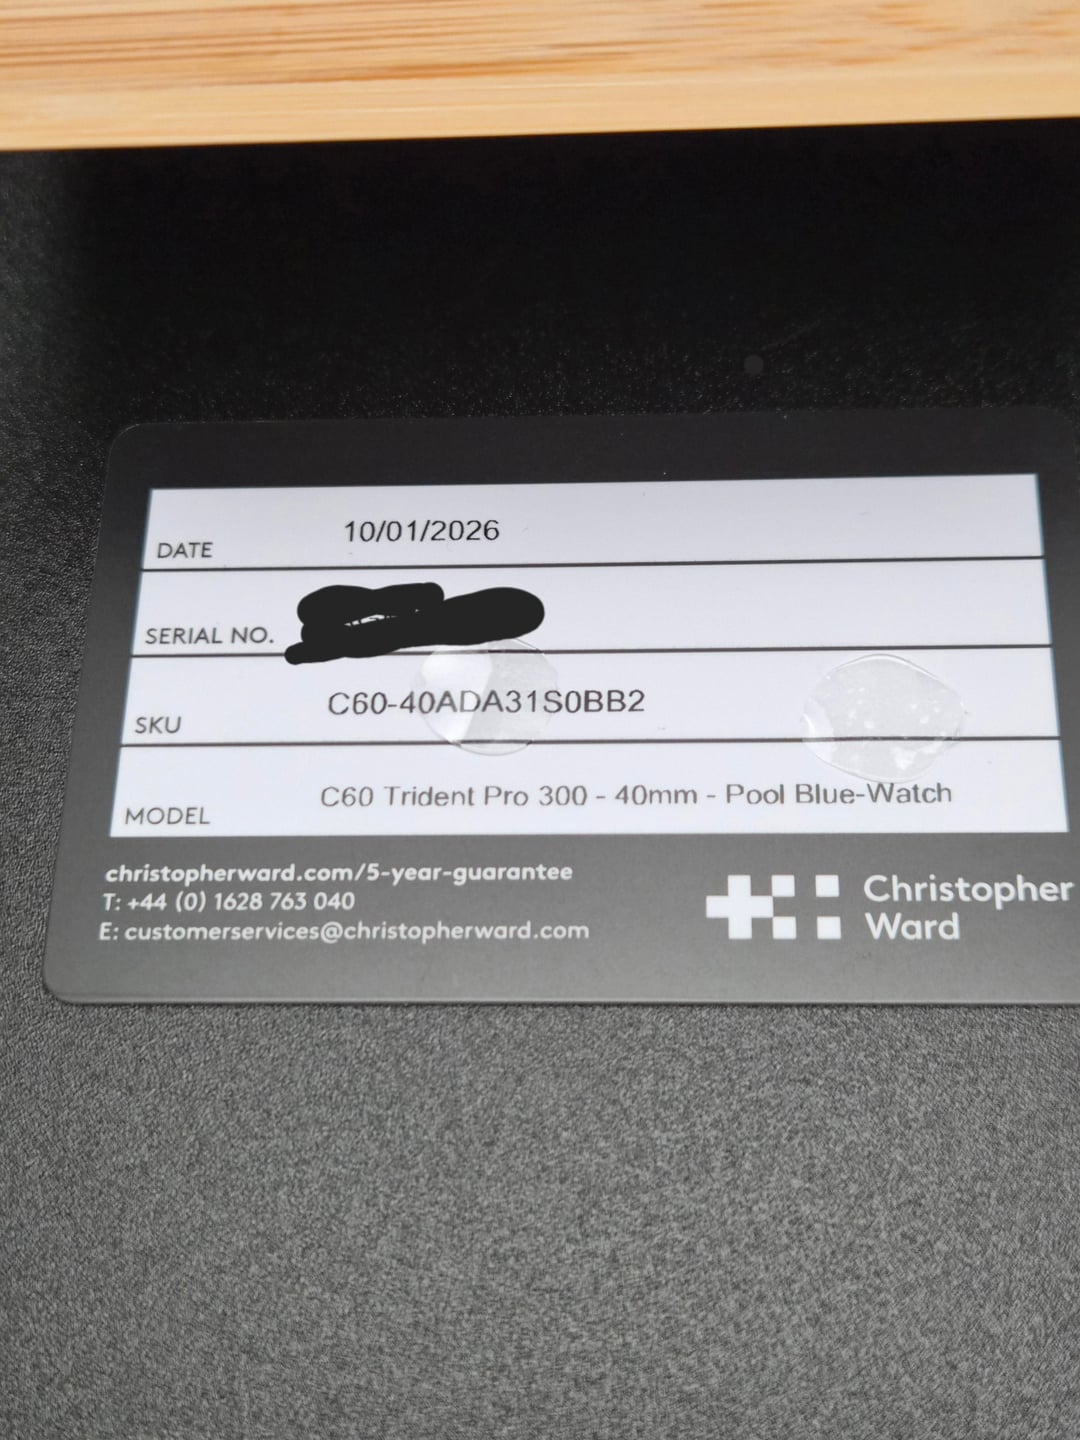 DATE 10/01/2026
SERIAL NO.
SKU C60-40ADA31S0BB2
MODEL C60 Trident Pro 300 - 40mm - Pool Blue-Watch
christopherward.com/5-year-guarantee
T: +44 (0) 1628 763 040
E: customerservices@christopherward.com
Christopher
Ward